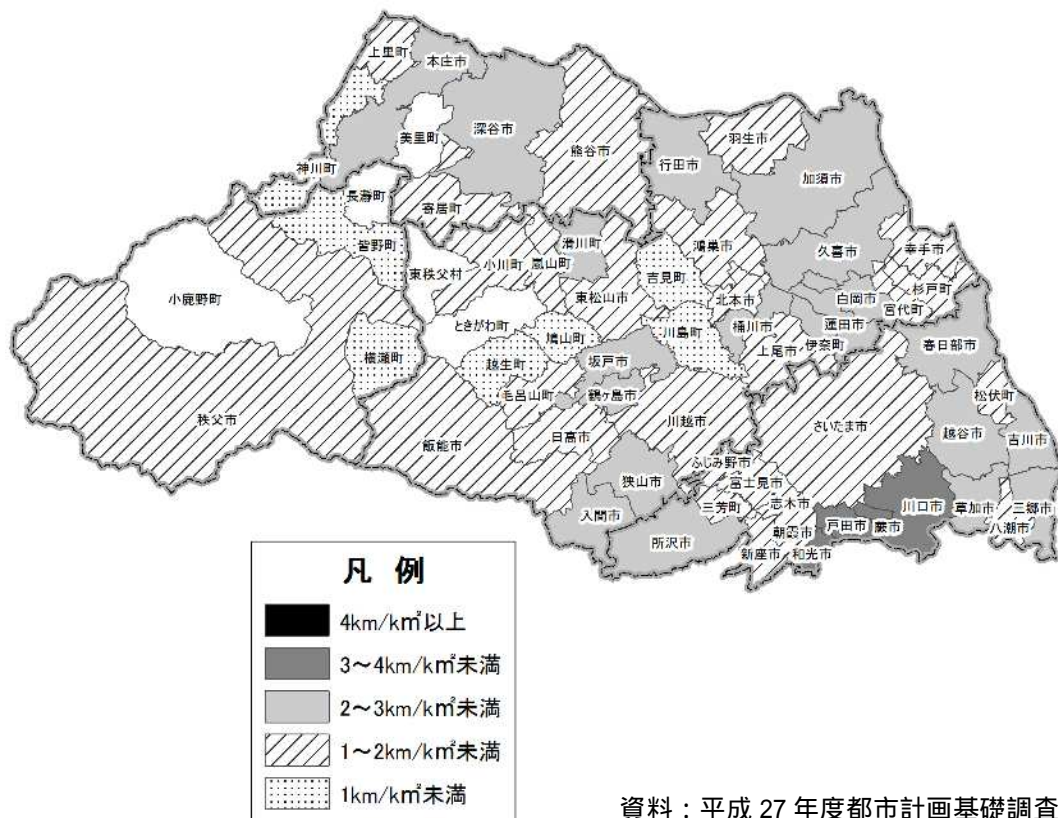 上里町
本庄市
美里町
深谷市
熊谷市
羽生市
行田市
加須市
神川町
長瀞町
寄居町
皆野町
滑川町
小川町
嵐山町
鴻巣市
久喜市
幸手市
東秩父村
吉見町
杉戸町
小鹿野町
東松山市
北本市
白岡市
宮代町
ときがわ町
鳩山町
川島町
桶川市
蓮田市
横瀬町
越生町
坂戸市
上尾市
伊奈町
春日部市
毛呂山町
鶴ヶ島市
松伏町
秩父市
飯能市
日高市
川越市
さいたま市
越谷市
吉川市
ふじみ野市
狭山市
富士見市
三芳町
志木市
川口市
草加市
三郷市
入間市
所沢市
朝霞市
戸田市
蕨市
八潮市
新座市
和光市
凡 例
4km/k㎡以上
3～4km/k㎡未満
2～3km/k㎡未満
1～2km/k㎡未満
1km/k㎡未満
資料：平成 27 年度都市計画基礎調査